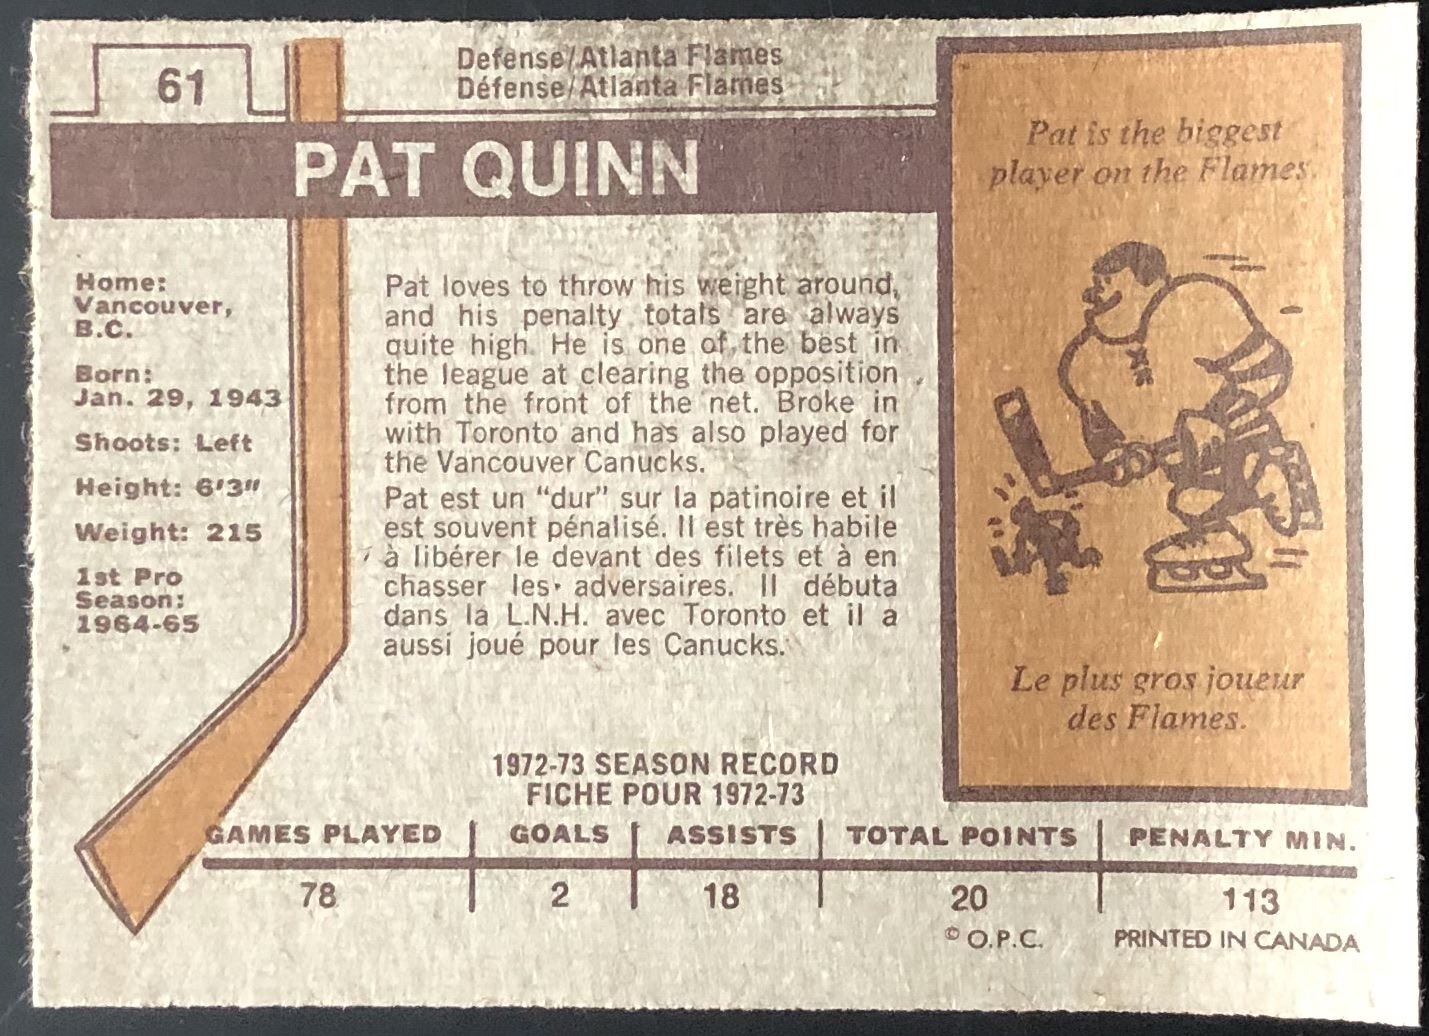 61
Defense/Atlanta Flames
Défense/Atlanta Flames
PAT QUINN
Home:
Vancouver,
B.C.
Born:
Jan. 29, 1943
Shoots: Left
Height: 6'3"
Weight: 215
1st Pro
Season:
1964-65
Pat loves to throw his weight around,
and his penalty totals are always
quite high. He is one of the best in
the league at clearing the opposition
from the front of the net. Broke in
with Toronto and has also played for
the Vancouver Canucks.
Pat est un "dur" sur la patinoire et il
est souvent pénalisé. Il est très habile
à libérer le devant des filets et à en
chasser les adversaires. Il débuta
dans la L.N.H. avec Toronto et il a
aussi joué pour les Canucks.
Pat is the biggest
player on the Flames.
Le plus gros joueur
des Flames.
1972-73 SEASON RECORD
FICHE POUR 1972-73
GAMES PLAYED GOALS ASSISTS TOTAL POINTS PENALTY MIN.
78 2 18 20 113
© O.P.C. PRINTED IN CANADA